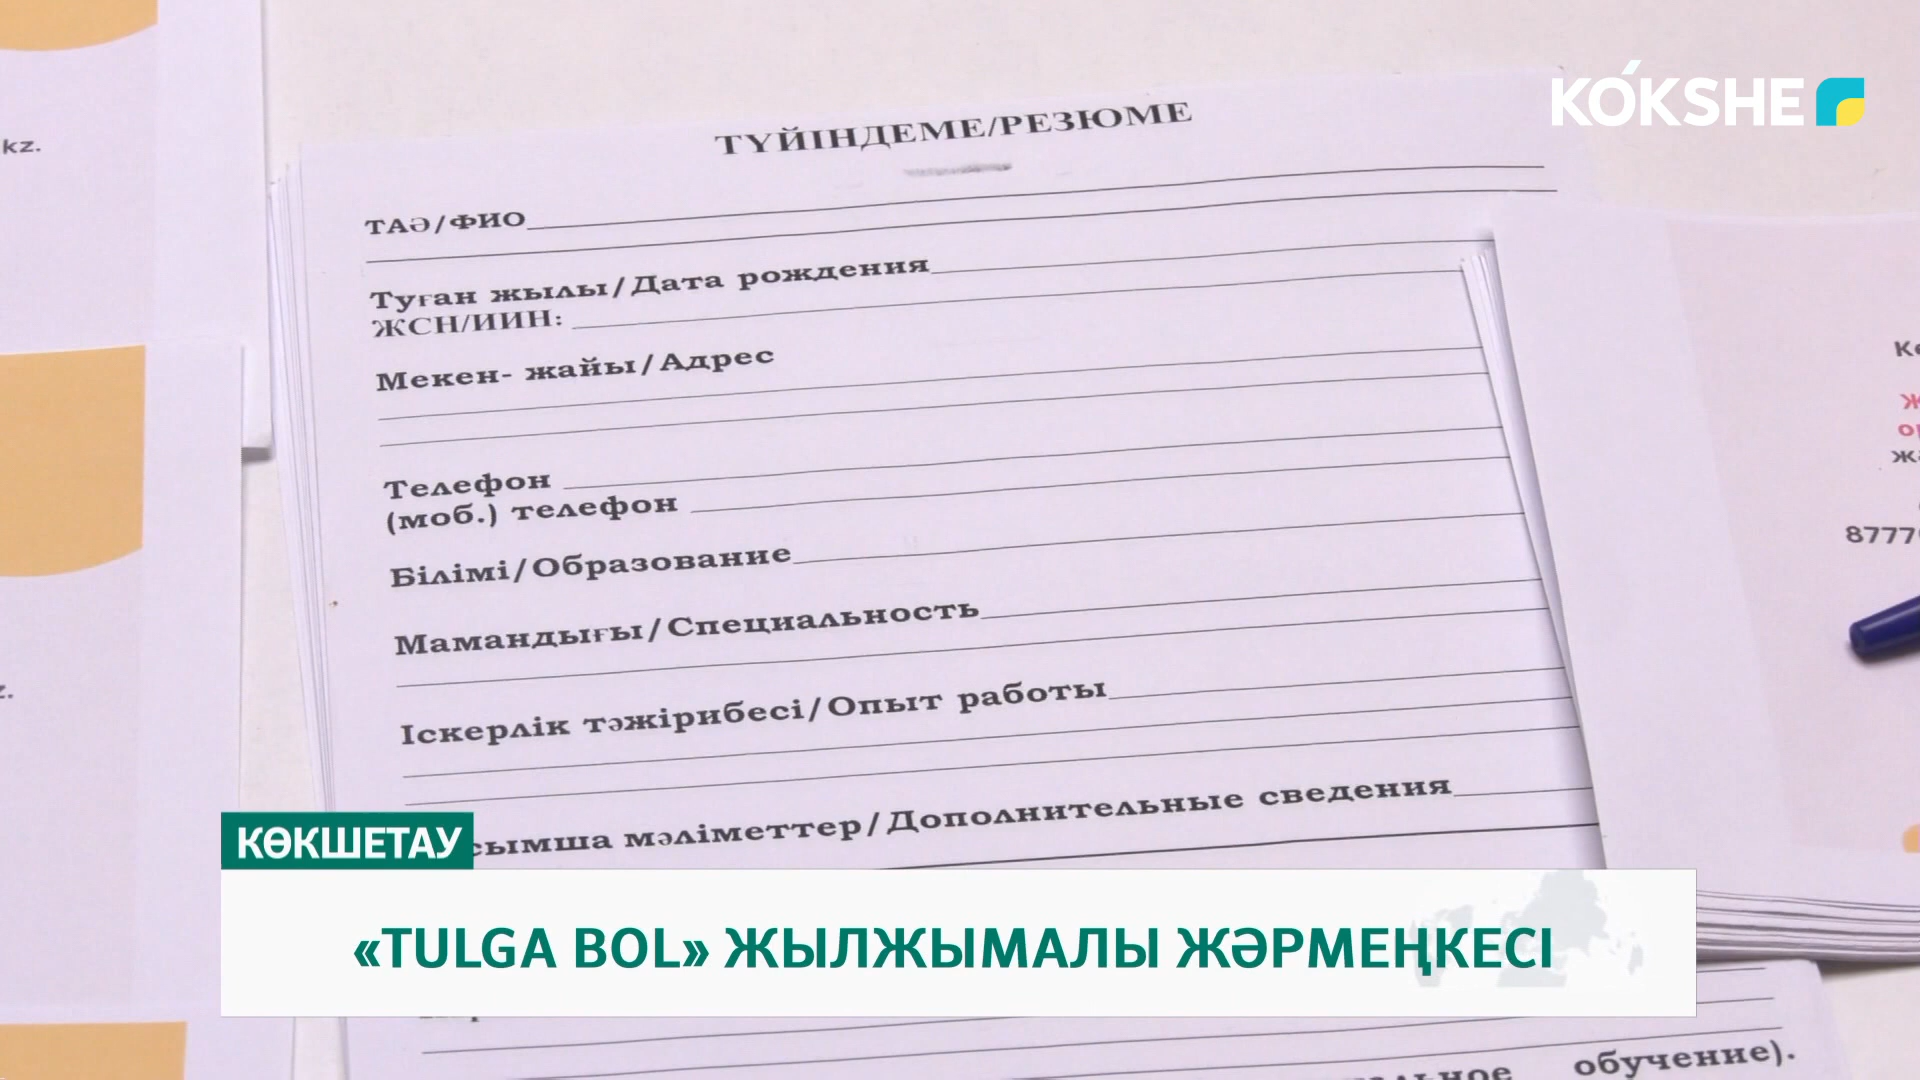 KÓKSHE
kz.
ТҮЙІНДЕМЕ/РЕЗЮМЕ
ТАӘ/ФИО
Туған жылы/Дата рождения
ЖСН/ИИН:
Мекен- жайы/Адрес
Телефон
(моб.) телефон
Білімі/Образование
Мамандығы/Специальность
Іскерлік тәжірибесі/Опыт работы
сымша мәліметтер/Дополнительные сведения
8777
КӨКШЕТАУ
«TULGA BOL» ЖЫЛЖЫМАЛЫ ЖӘРМЕҢКЕСІ
обучение).